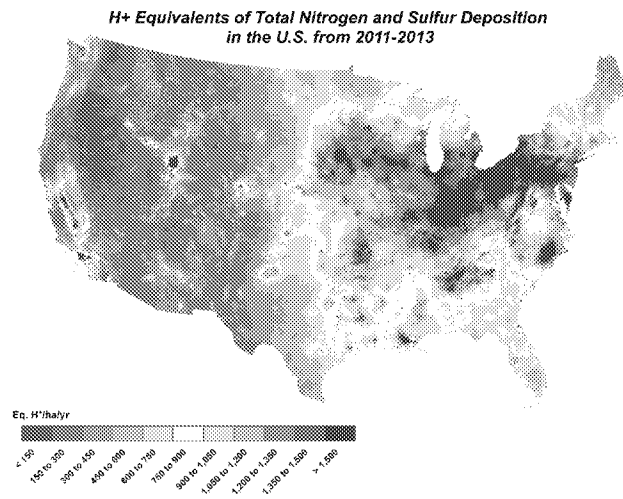 H+ Equivalents of Total Nitrogen and Sulfur Deposition
in the U.S. from 2011-2013
Eq. H⁺/ha/yr
< 150
150 to 300
300 to 450
450 to 600
600 to 750
750 to 900
900 to 1,050
1,050 to 1,200
1,200 to 1,350
1,350 to 1,500
> 1,500